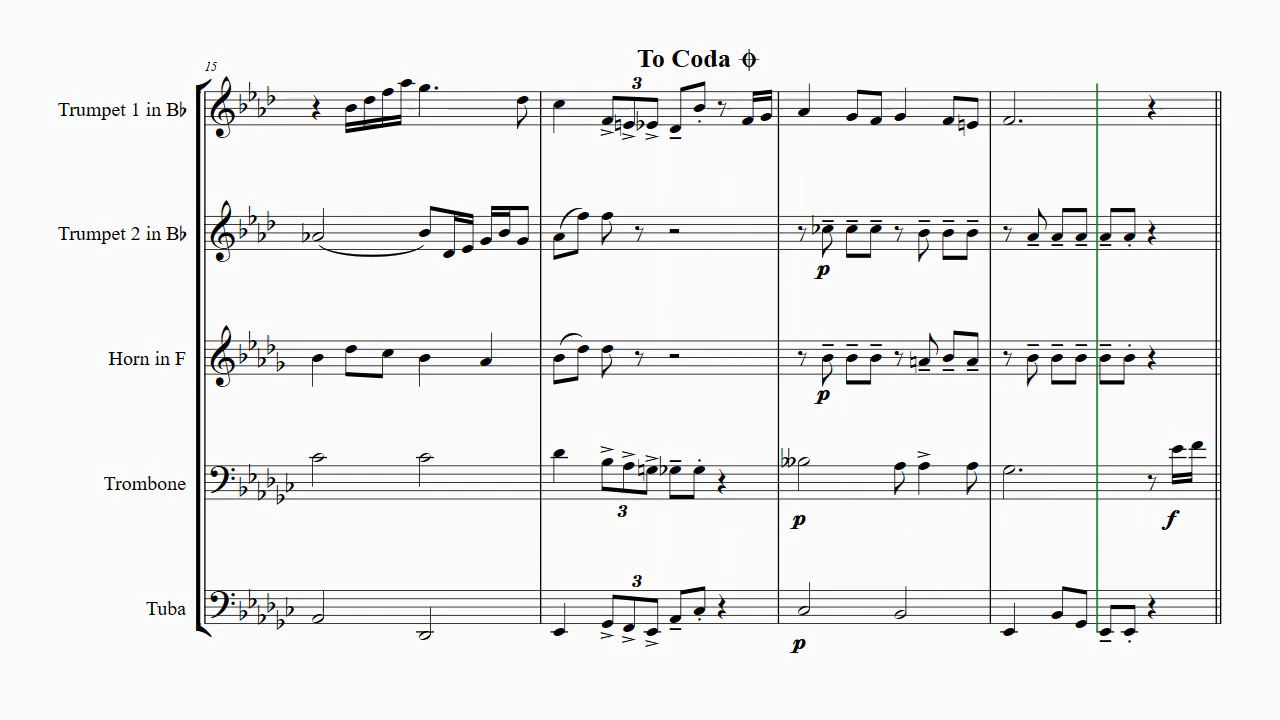 15
To Coda
Trumpet 1 in B♭
3
Trumpet 2 in B♭
p
Horn in F
p
Trombone
3
p
f
Tuba
3
p